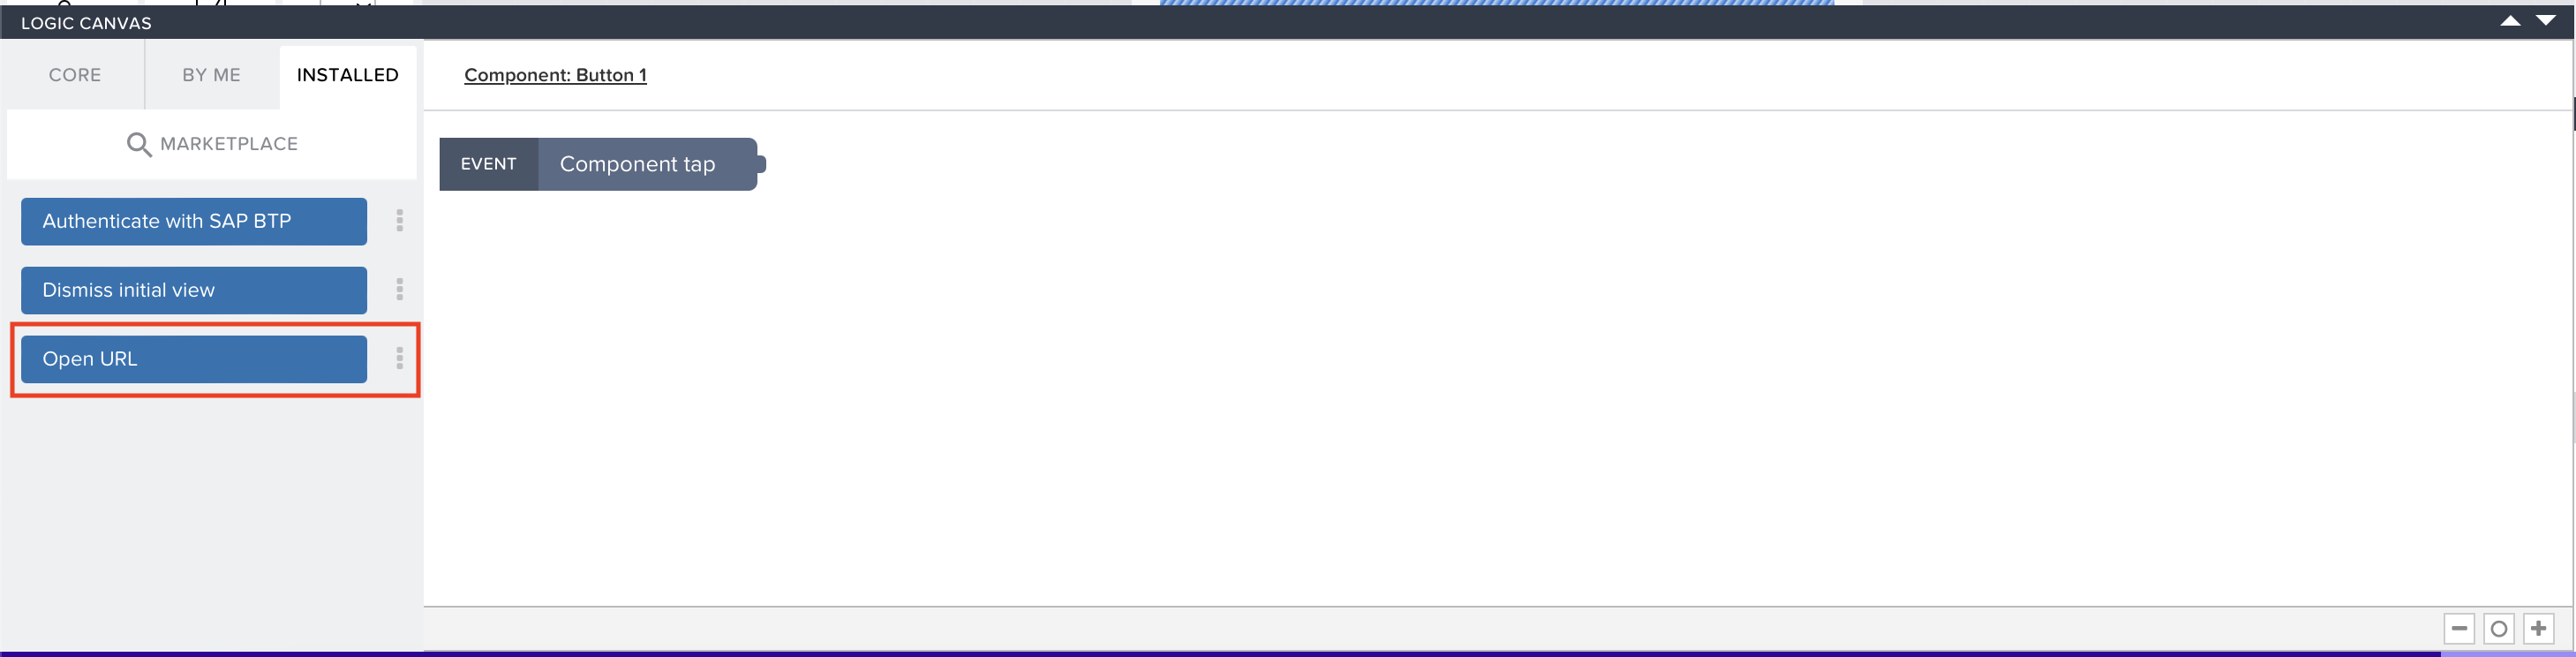 LOGIC CANVAS
CORE BY ME INSTALLED
MARKETPLACE
Authenticate with SAP BTP
Dismiss initial view
Open URL
Component: Button 1
EVENT Component tap